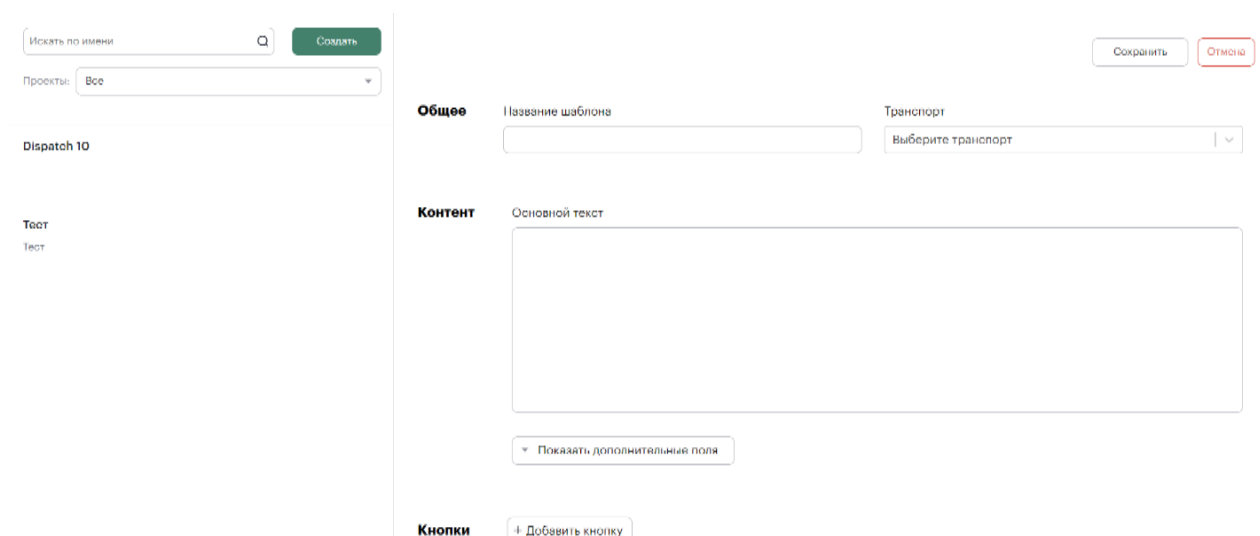 Искать по имени
Создать
Проекты: Все
Dispatch 10
Тест
Тест
Сохранить
Отмена
Общее
Название шаблона
Транспорт
Выберите транспорт
Контент
Основной текст
Показать дополнительные поля
Кнопки
+ Добавить кнопку